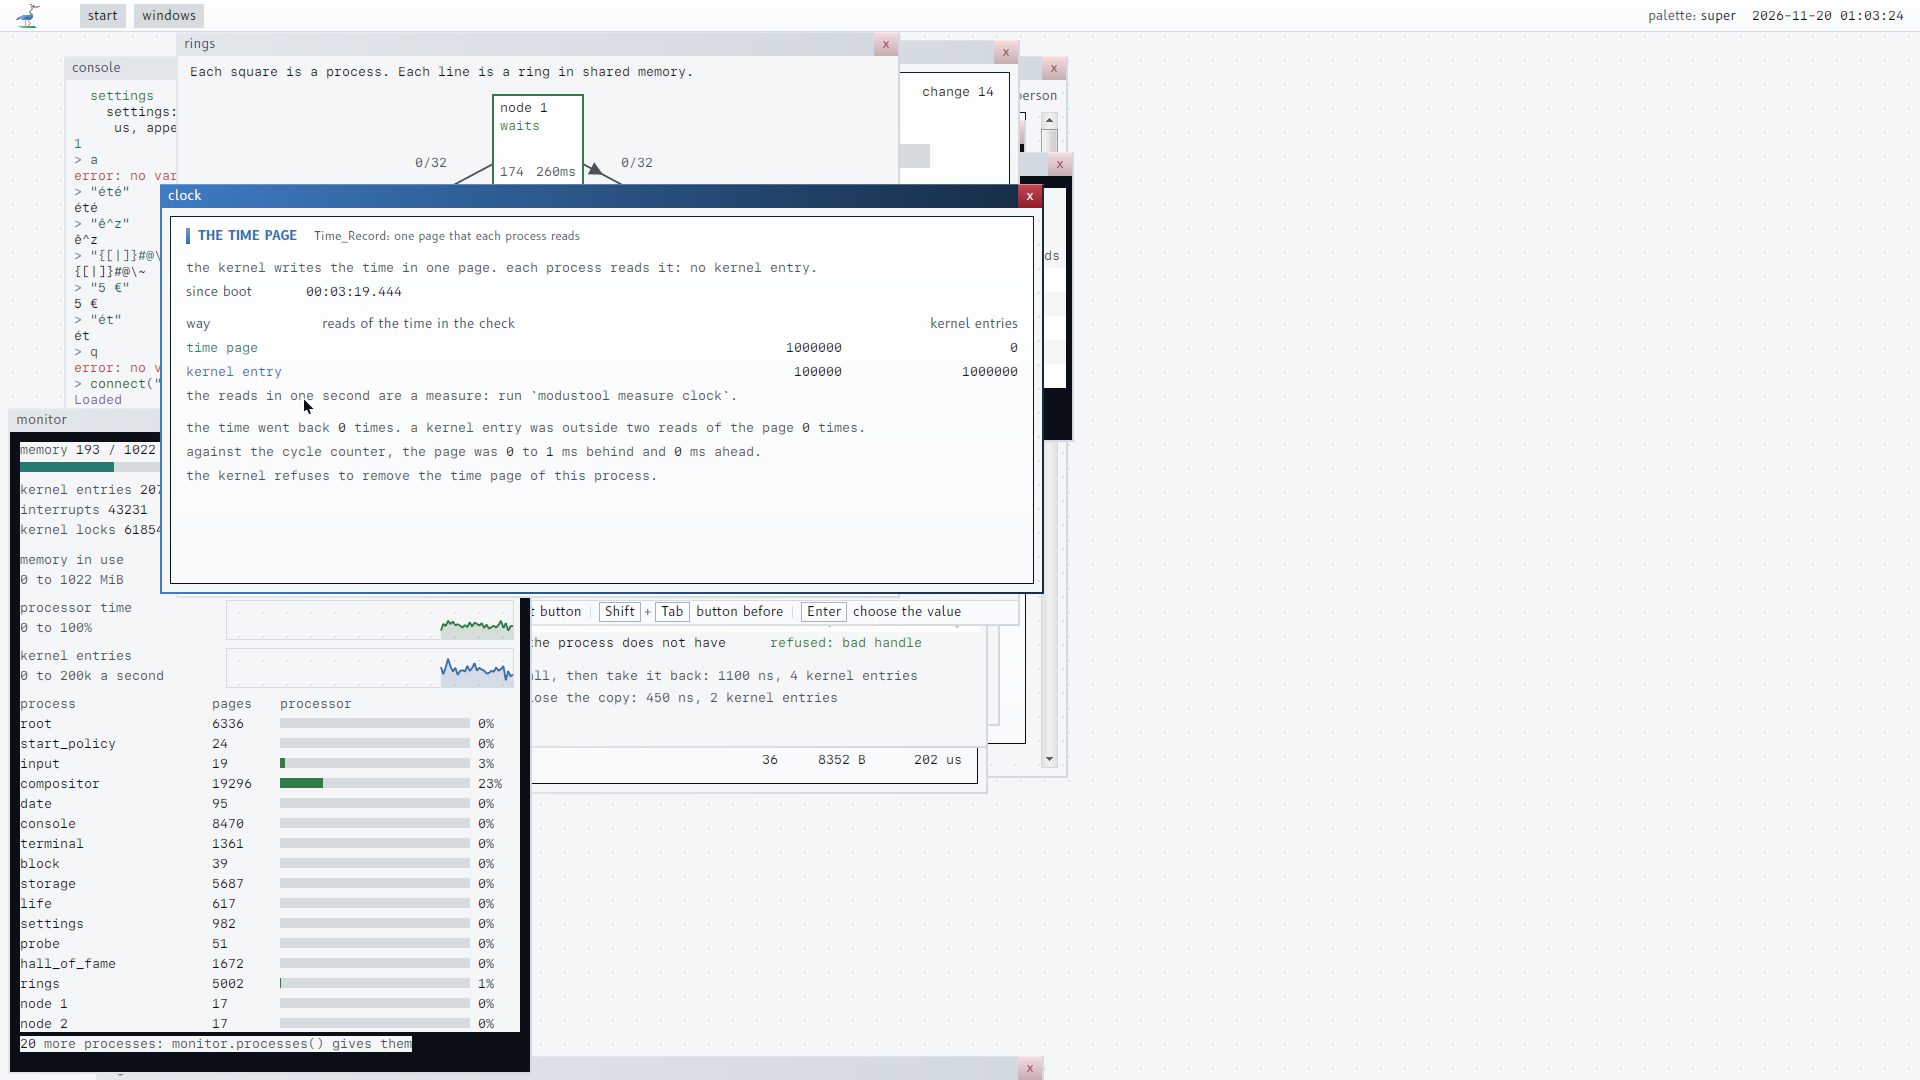 start windows palette: super 2026-11-20 01:03:24
rings x
x
console
x
Each square is a process. Each line is a ring in shared memory.
change 14
settings
settings:
us, appe
1
> a
error: no var
> "été"
été
> "ê^z"
ê^z
> "{[|]}#@\
{[|]}#@\~
> "5 €"
5 €
> "ét"
ét
> q
error: no v
> connect("
Loaded
node 1
waits
174 260ms
0/32 0/32
x
ds
clock x
THE TIME PAGE Time_Record: one page that each process reads
the kernel writes the time in one page. each process reads it: no kernel entry.
since boot 00:03:19.444
way reads of the time in the check kernel entries
time page 1000000 0
kernel entry 100000 1000000
the reads in one second are a measure: run `modustool measure clock`.
the time went back 0 times. a kernel entry was outside two reads of the page 0 times.
against the cycle counter, the page was 0 to 1 ms behind and 0 ms ahead.
the kernel refuses to remove the time page of this process.
monitor
memory 193 / 1022
kernel entries 207
interrupts 43231
kernel locks 61854
memory in use
0 to 1022 MiB
processor time
0 to 100%
kernel entries
0 to 200k a second
process pages processor
root 6336 0%
start_policy 24 0%
input 19 3%
compositor 19296 23%
date 95 0%
console 8470 0%
terminal 1361 0%
block 39 0%
storage 5687 0%
life 617 0%
settings 982 0%
probe 51 0%
hall_of_fame 1672 0%
rings 5002 1%
node 1 17 0%
node 2 17 0%
20 more processes: monitor.processes() gives them
button Shift + Tab button before Enter choose the value
the process does not have refused: bad handle
all, then take it back: 1100 ns, 4 kernel entries
lose the copy: 450 ns, 2 kernel entries
36 8352 B 202 us
x